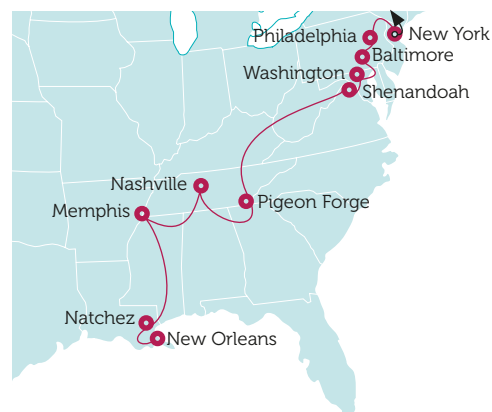 Philadelphia
New York
Baltimore
Washington
Shenandoah
Nashville
Memphis
Pigeon Forge
Natchez
New Orleans